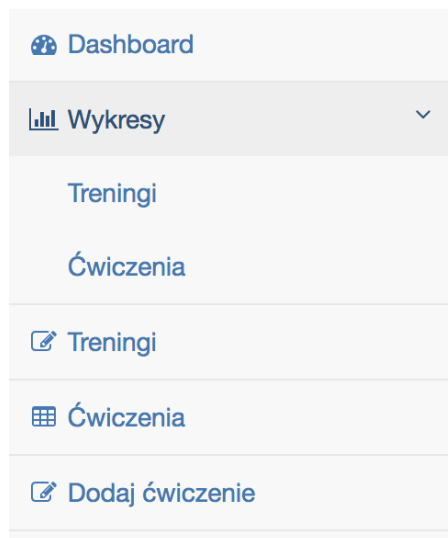 Dashboard
Wykresy
Treningi
Ćwiczenia
Treningi
Ćwiczenia
Dodaj ćwiczenie